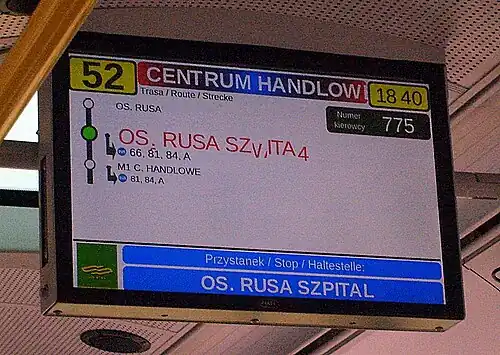 52 CENTRUM HANDLOW 18 40
Trasa / Route / Strecke
Numer kierowcy 775
OS. RUSA
OS. RUSA SZV,ITA4
66, 81, 84, A
M1 C. HANDLOWE
81, 84, A
Przystanek / Stop / Haltestelle:
OS. RUSA SZPITAL